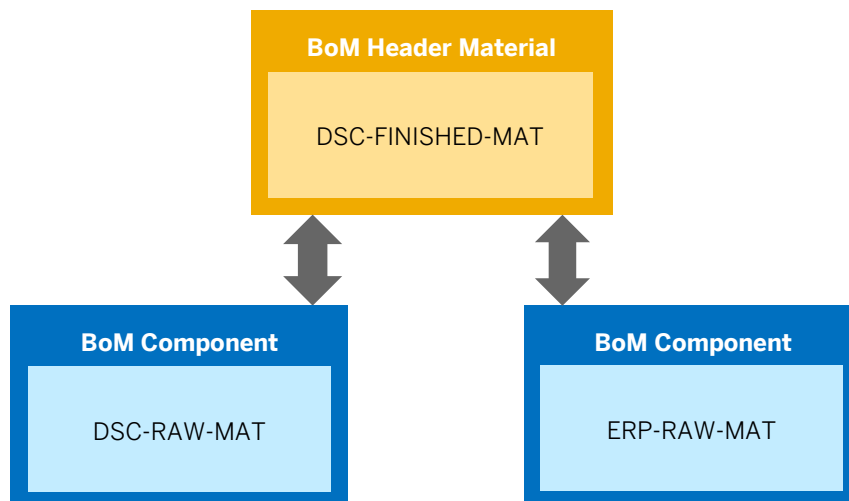 BoM Header Material
DSC-FINISHED-MAT
BoM Component
DSC-RAW-MAT
BoM Component
ERP-RAW-MAT